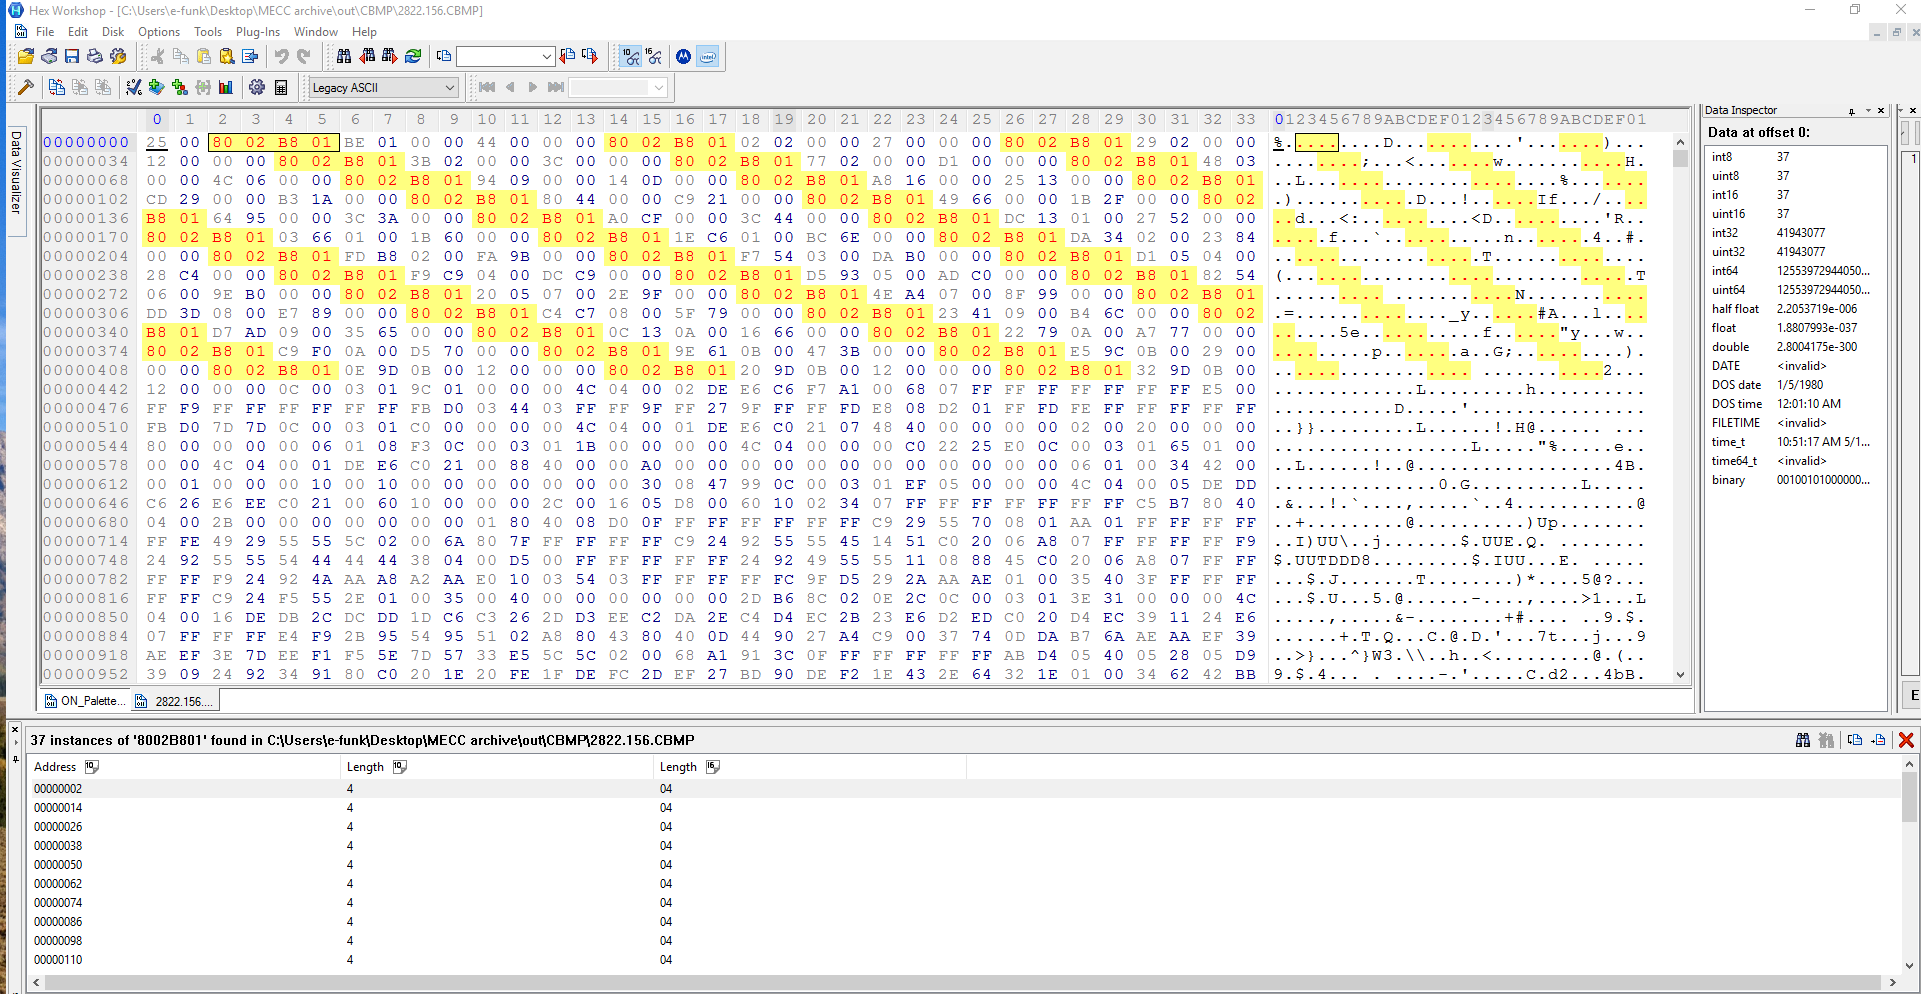 Hex Workshop - [C:\Users\e-funk\Desktop\MECC archive\out\CBMP\2822.156.CBMP]
File Edit Disk Options Tools Plug-Ins Window Help
Legacy ASCII
Data Visualizer
0 1 2 3 4 5 6 7 8 9 10 11 12 13 14 15 16 17 18 19 20 21 22 23 24 25 26 27 28 29 30 31 32 33 0123456789ABCDEF0123456789ABCDEF01
00000000 25 00 80 02 B8 01 BE 01 00 00 44 00 00 00 80 02 B8 01 02 02 00 00 27 00 00 00 80 02 B8 01 29 02 00 00
00000034 12 00 00 00 80 02 B8 01 3B 02 00 00 3C 00 00 00 80 02 B8 01 77 02 00 00 D1 00 00 00 80 02 B8 01 48 03
00000068 00 00 4C 06 00 00 80 02 B8 01 94 09 00 00 14 0D 00 00 80 02 B8 01 A8 16 00 00 25 13 00 00 80 02 B8 01
00000102 CD 29 00 00 B3 1A 00 00 80 02 B8 01 80 44 00 00 C9 21 00 00 80 02 B8 01 49 66 00 00 1B 2F 00 00 80 02
00000136 B8 01 64 95 00 00 3C 3A 00 00 80 02 B8 01 A0 CF 00 00 3C 44 00 00 80 02 B8 01 DC 13 01 00 27 52 00 00
00000170 80 02 B8 01 03 66 01 00 1B 60 00 00 80 02 B8 01 1E C6 01 00 BC 6E 00 00 80 02 B8 01 DA 34 02 00 23 84
00000204 00 00 80 02 B8 01 FD B8 02 00 FA 9B 00 00 80 02 B8 01 F7 54 03 00 DA B0 00 00 80 02 B8 01 D1 05 04 00
00000238 28 C4 00 00 80 02 B8 01 F9 C9 04 00 DC C9 00 00 80 02 B8 01 D5 93 05 00 AD C0 00 00 80 02 B8 01 82 54
00000272 06 00 9E B0 00 00 80 02 B8 01 20 05 07 00 2E 9F 00 00 80 02 B8 01 4E A4 07 00 8F 99 00 00 80 02 B8 01
00000306 DD 3D 08 00 E7 89 00 00 80 02 B8 01 C4 C7 08 00 5F 79 00 00 80 02 B8 01 23 41 09 00 B4 6C 00 00 80 02
00000340 B8 01 D7 AD 09 00 35 65 00 00 80 02 B8 01 0C 13 0A 00 16 66 00 00 80 02 B8 01 22 79 0A 00 A7 77 00 00
00000374 80 02 B8 01 C9 F0 0A 00 D5 70 00 00 80 02 B8 01 9E 61 0B 00 47 3B 00 00 80 02 B8 01 E5 9C 0B 00 29 00
00000408 00 00 80 02 B8 01 0E 9D 0B 00 12 00 00 00 80 02 B8 01 20 9D 0B 00 12 00 00 00 80 02 B8 01 32 9D 0B 00
00000442 12 00 00 00 0C 00 03 01 9C 01 00 00 00 4C 04 00 02 DE E6 C6 F7 A1 00 68 07 FF FF FF FF FF FF FF E5 00
00000476 FF F9 FF FF FF FF FF FF FB D0 03 44 03 FF FF 9F FF 27 9F FF FF FD E8 08 D2 01 FF FD FE FF FF FF FF FF
00000510 FB D0 7D 7D 0C 00 03 01 C0 00 00 00 00 4C 04 00 01 DE E6 C0 21 07 48 40 00 00 00 00 02 00 20 00 00 00
00000544 80 00 00 00 00 06 01 08 F3 0C 00 03 01 1B 00 00 00 4C 04 00 00 00 C0 22 25 E0 0C 00 03 01 65 01 00
00000578 00 00 4C 04 00 01 DE E6 C0 21 00 88 40 00 00 A0 00 00 00 00 00 00 00 00 00 00 00 00 06 01 00 34 42 00
00000612 00 01 00 00 10 00 10 00 00 00 00 00 00 00 00 30 08 47 99 0C 00 03 01 EF 05 00 00 00 4C 04 00 05 DE DD
00000646 C6 26 E6 EE C0 21 00 60 10 00 00 00 2C 00 16 05 D8 00 60 10 02 34 07 FF FF FF FF FF FF FF C5 B7 80 40
00000680 04 00 2B 00 00 00 00 00 00 01 80 40 08 D0 0F FF FF FF FF FF FF C9 29 55 70 08 01 AA 01 FF FF FF FF FF
00000714 FF FE 49 29 55 55 5C 02 00 6A 80 7F FF FF FF FF FF C9 24 92 55 55 45 14 51 C0 20 06 A8 07 FF FF FF F9
00000748 24 92 55 55 54 44 44 44 38 04 00 D5 00 FF FF FF FF FF 24 92 49 55 55 11 08 88 45 C0 20 06 A8 07 FF FF
00000782 FF FF F9 24 92 4A AA A8 A2 AA E0 10 03 54 03 FF FF FF FF FC 9F D5 29 2A AA AE 01 00 35 40 3F FF FF FF
00000816 FF FF C9 24 F5 55 2E 01 00 35 00 40 00 00 00 00 00 00 2D B6 8C 02 0E 2C 0C 00 03 01 3E 31 00 00 00 4C
00000850 04 00 16 DE DB 2C DC DD 1D C6 C3 26 2D D3 EE C2 DA 2E C4 D4 EC 2B 23 E6 D2 ED C0 20 D4 EC 39 11 24 E6
00000884 07 FF FF FF E4 F9 2B 95 54 95 51 02 A8 80 43 80 40 0D 44 90 27 A4 C9 00 37 74 0D DA B7 6A AE AA EF 39
00000918 AE EF 3E 7D EE F1 F5 5E 7D 57 33 E5 5C 5C 02 00 68 A1 91 3C 0F FF FF FF FF FF AB D4 05 40 05 28 05 D9
00000952 39 09 24 92 34 91 80 C0 20 1E 20 FE 1F DE FC 2D EF 27 BD 90 DE F2 1E 43 2E 64 32 1E 01 00 34 62 42 BB
Data Inspector
Data at offset 0:
int8 37
uint8 37
int16 37
uint16 37
int32 41943077
uint32 41943077
int64 12553972944050...
uint64 12553972944050...
half float 2.2053719e-006
float 1.8807993e-037
double 2.8004175e-300
DATE <invalid>
DOS date 1/5/1980
DOS time 12:01:10 AM
FILETIME <invalid>
time_t 10:51:17 AM 5/1...
time64_t <invalid>
binary 00100101000000...
ON_Palette... 2822.156....
37 instances of '8002B801' found in C:\Users\e-funk\Desktop\MECC archive\out\CBMP\2822.156.CBMP
Address Length Length
00000002 4 04
00000014 4 04
00000026 4 04
00000038 4 04
00000050 4 04
00000062 4 04
00000074 4 04
00000086 4 04
00000098 4 04
00000110 4 04